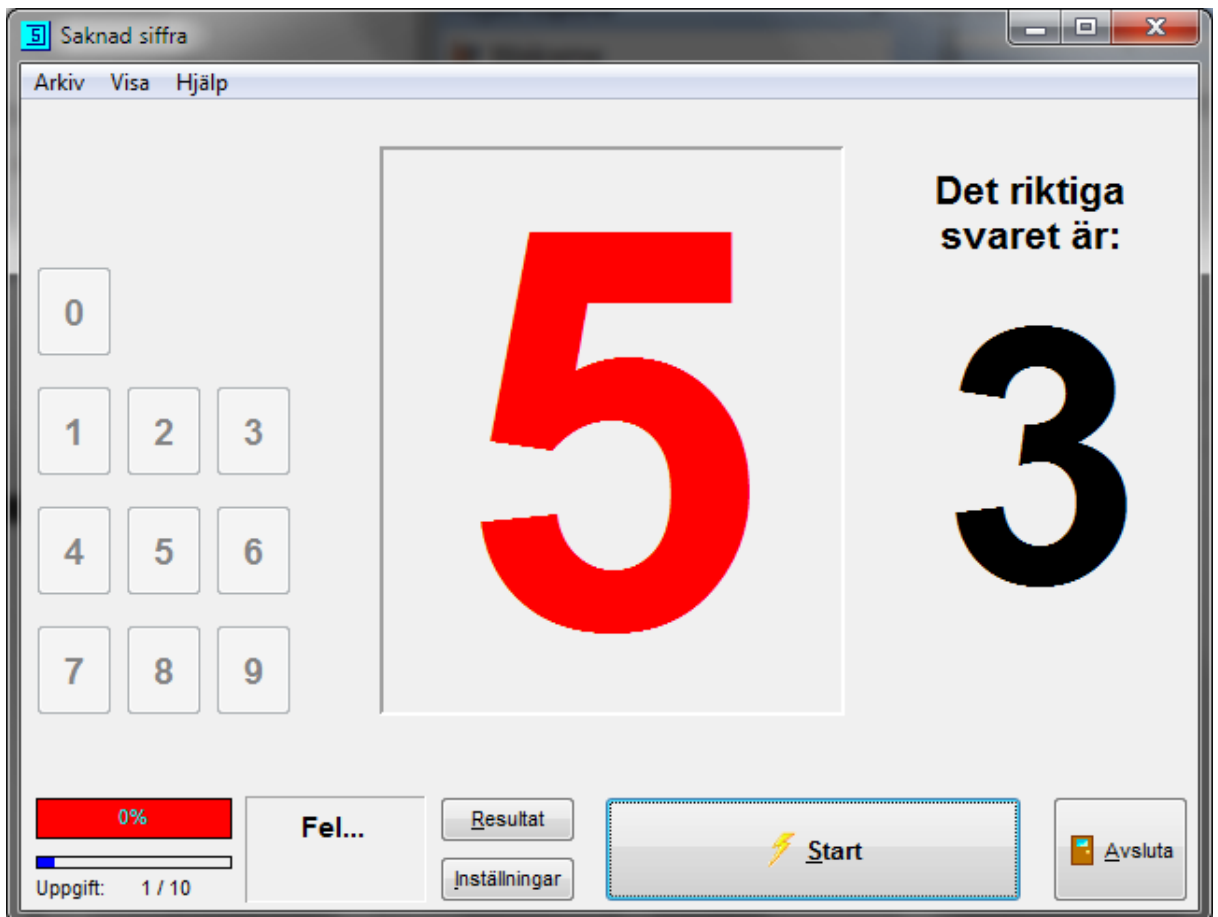 Saknad siffra
Arkiv Visa Hjälp
Det riktiga
svaret är:
0
1 2 3
4 5 6
7 8 9
5
3
0%
Uppgift: 1 / 10
Fel...
Resultat
Inställningar
Start
Avsluta